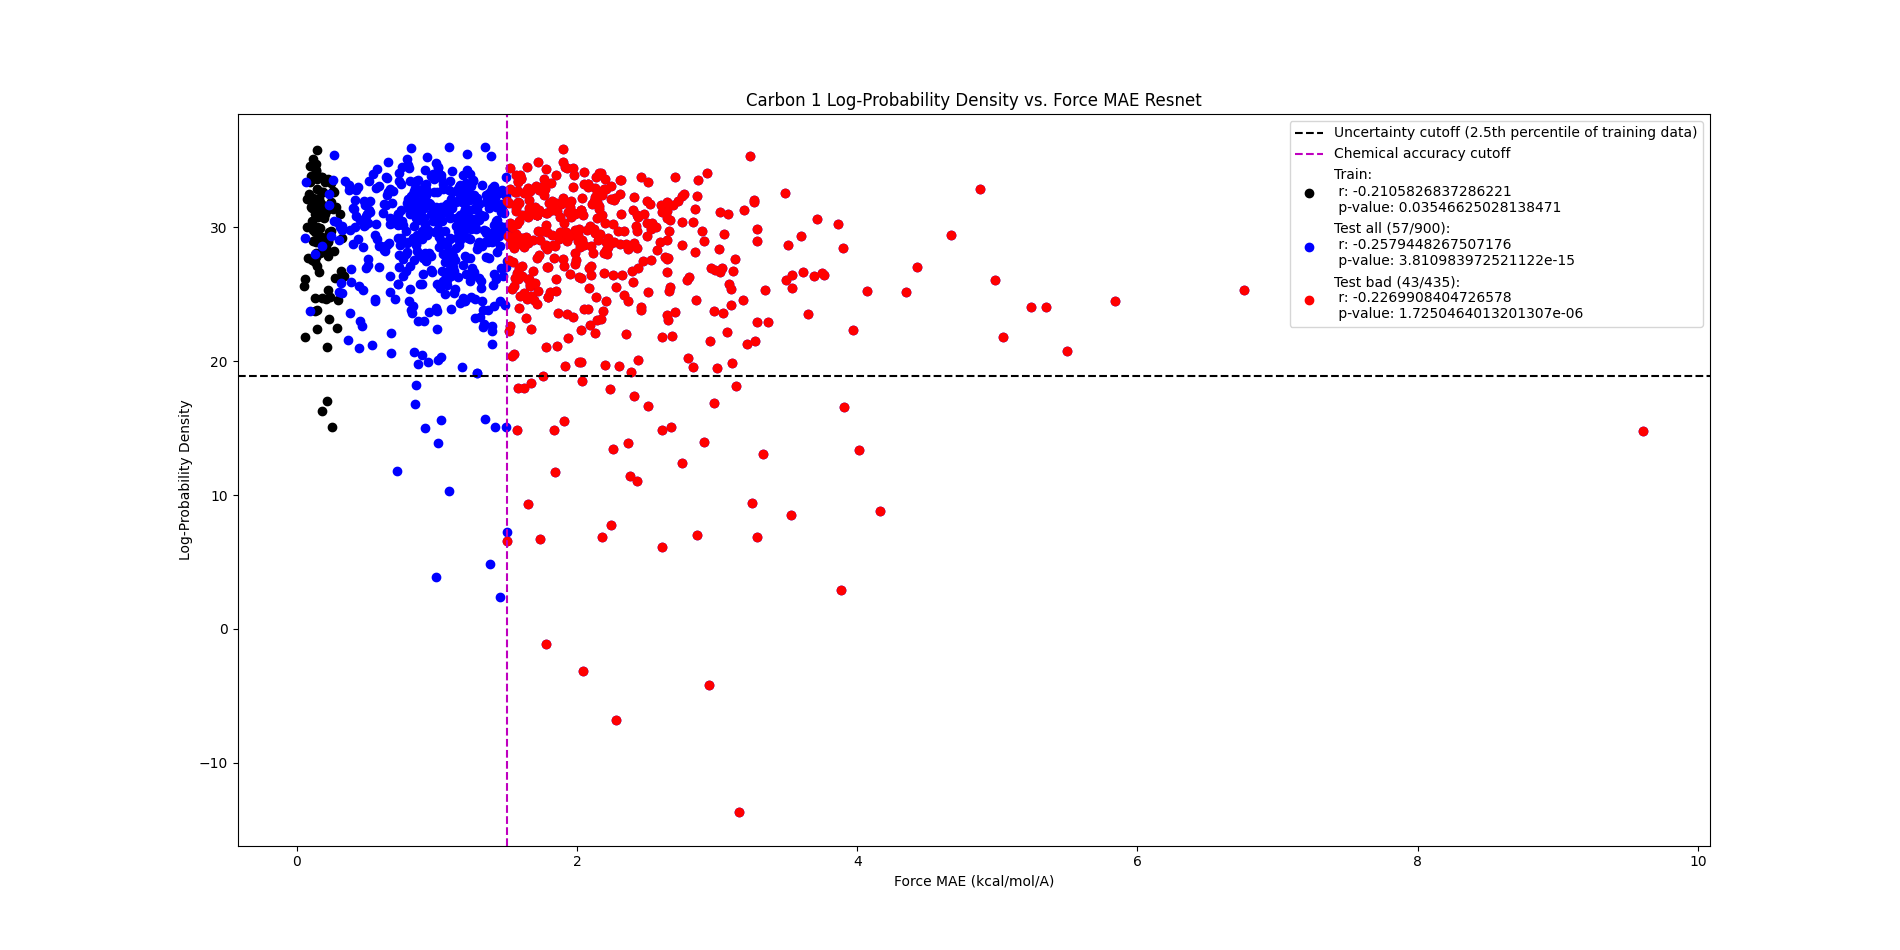 Carbon 1 Log-Probability Density vs. Force MAE Resnet
Uncertainty cutoff (2.5th percentile of training data)
Chemical accuracy cutoff
Train:
r: -0.2105826837286221
p-value: 0.03546625028138471
Test all (57/900):
r: -0.2579448267507176
p-value: 3.810983972521122e-15
Test bad (43/435):
r: -0.2269908404726578
p-value: 1.7250464013201307e-06
Log-Probability Density
30
20
10
0
−10
0 2 4 6 8 10
Force MAE (kcal/mol/A)